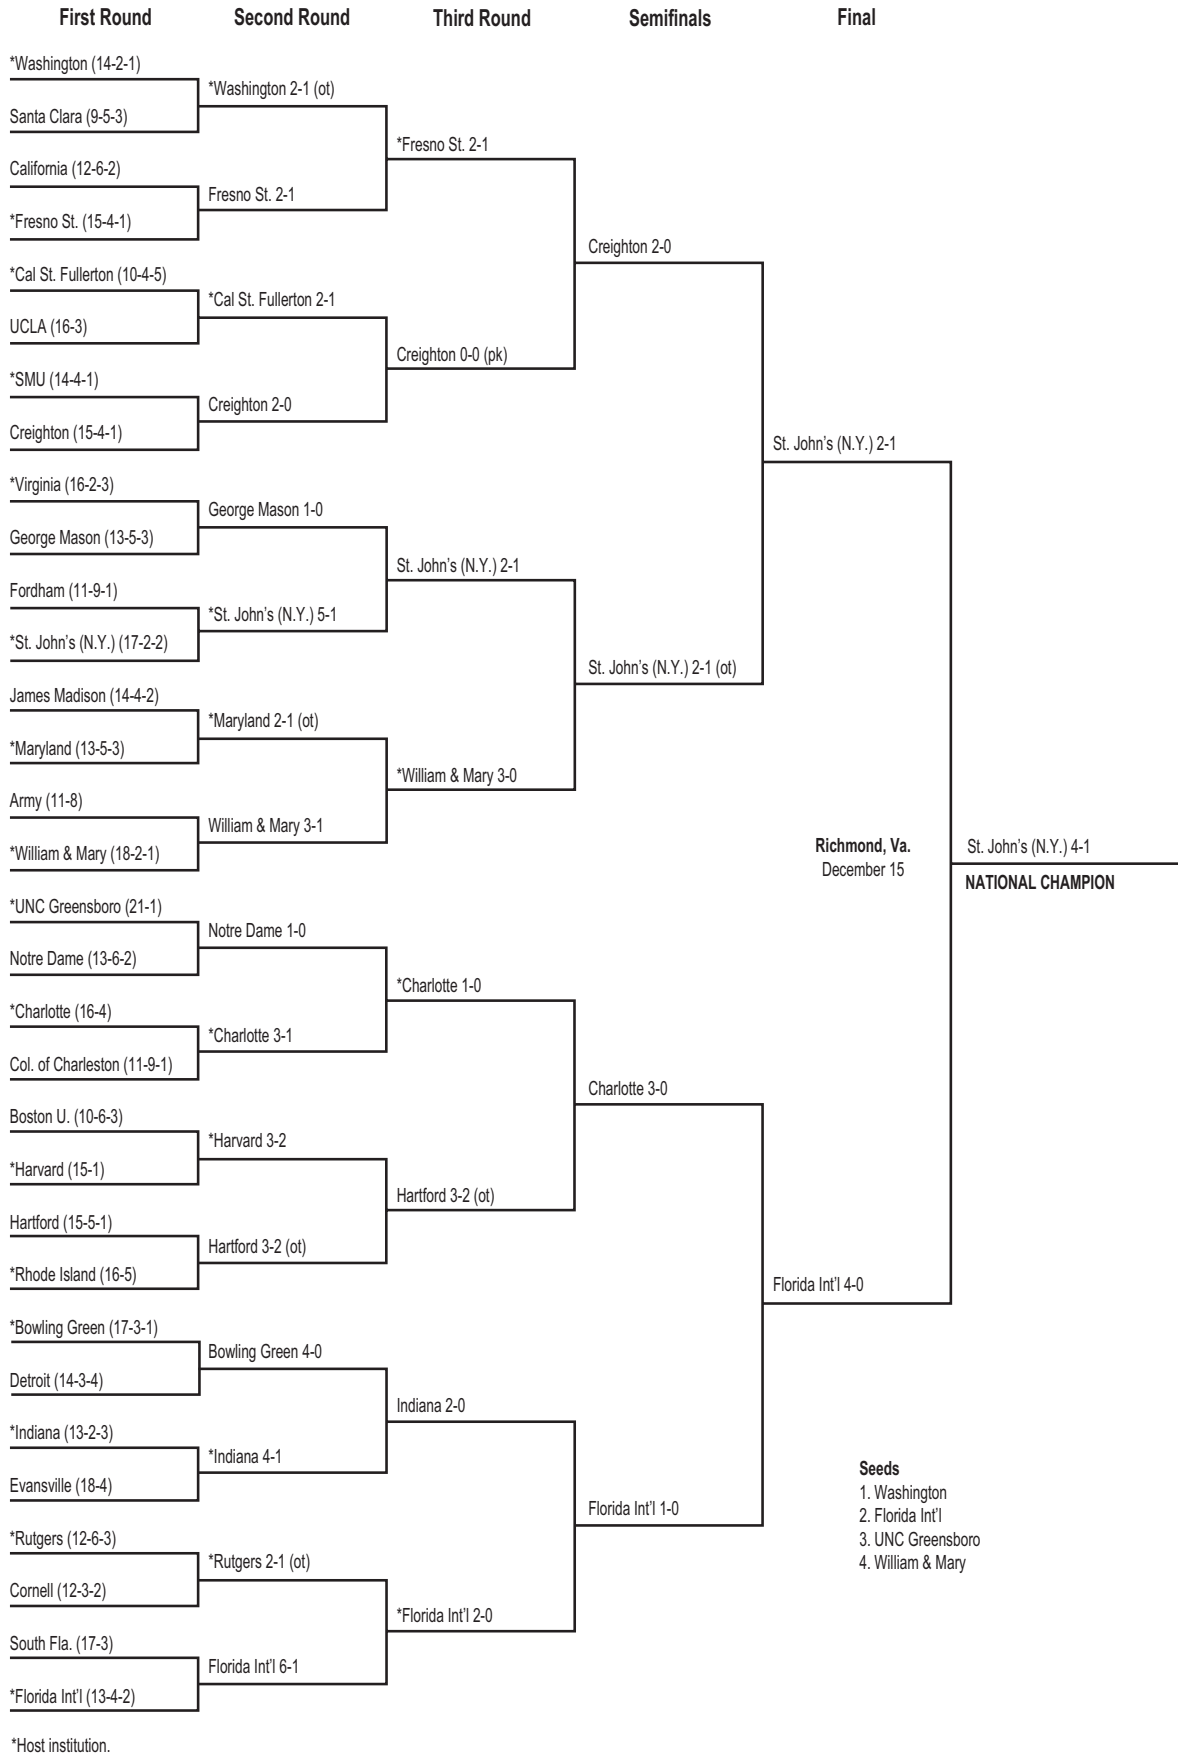 First Round
Second Round
Third Round
Semifinals
Final
*Washington (14-2-1)
Santa Clara (9-5-3)
California (12-6-2)
*Fresno St. (15-4-1)
*Cal St. Fullerton (10-4-5)
UCLA (16-3)
*SMU (14-4-1)
Creighton (15-4-1)
*Virginia (16-2-3)
George Mason (13-5-3)
Fordham (11-9-1)
*St. John's (N.Y.) (17-2-2)
James Madison (14-4-2)
*Maryland (13-5-3)
Army (11-8)
*William & Mary (18-2-1)
*UNC Greensboro (21-1)
Notre Dame (13-6-2)
*Charlotte (16-4)
Col. of Charleston (11-9-1)
Boston U. (10-6-3)
*Harvard (15-1)
Hartford (15-5-1)
*Rhode Island (16-5)
*Bowling Green (17-3-1)
Detroit (14-3-4)
*Indiana (13-2-3)
Evansville (18-4)
*Rutgers (12-6-3)
Cornell (12-3-2)
South Fla. (17-3)
*Florida Int'l (13-4-2)
*Washington 2-1 (ot)
Fresno St. 2-1
*Cal St. Fullerton 2-1
Creighton 2-0
George Mason 1-0
*St. John's (N.Y.) 5-1
*Maryland 2-1 (ot)
William & Mary 3-1
Notre Dame 1-0
*Charlotte 3-1
*Harvard 3-2
Hartford 3-2 (ot)
Bowling Green 4-0
*Indiana 4-1
*Rutgers 2-1 (ot)
Florida Int'l 6-1
*Fresno St. 2-1
Creighton 0-0 (pk)
St. John's (N.Y.) 2-1
*William & Mary 3-0
*Charlotte 1-0
Hartford 3-2 (ot)
Indiana 2-0
*Florida Int'l 2-0
Creighton 2-0
St. John's (N.Y.) 2-1 (ot)
Charlotte 3-0
Florida Int'l 1-0
St. John's (N.Y.) 2-1
Florida Int'l 4-0
Richmond, Va.
December 15
St. John's (N.Y.) 4-1
NATIONAL CHAMPION
Seeds
1. Washington
2. Florida Int'l
3. UNC Greensboro
4. William & Mary
*Host institution.